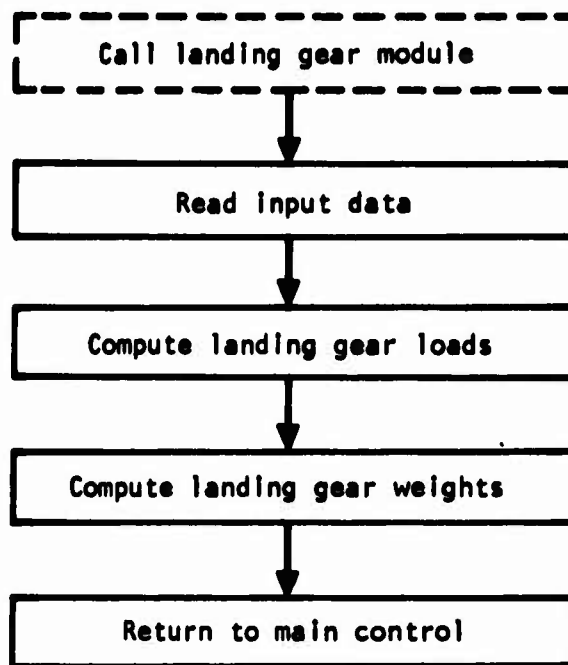 Call landing gear module
Read input data
Compute landing gear loads
Compute landing gear weights
Return to main control